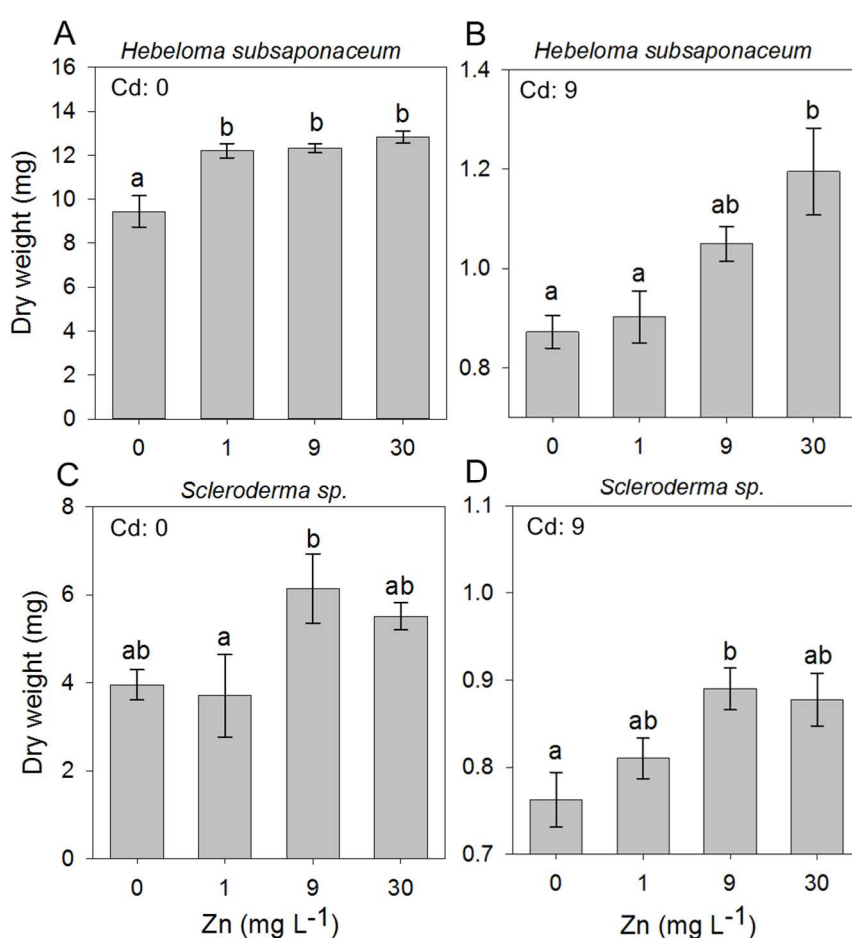 A
Hebeloma subsaponaceum
Cd: 0
Dry weight (mg)
16
14
12
10
8
6
4
2
0
a
b
b
b
0
1
9
30
B
Hebeloma subsaponaceum
Cd: 9
1.4
1.2
1.0
0.8
a
a
ab
b
0
1
9
30
C
Scleroderma sp.
Cd: 0
Dry weight (mg)
8
6
4
2
0
ab
a
b
ab
0
1
9
30
Zn (mg L⁻¹)
D
Scleroderma sp.
Cd: 9
1.1
1.0
0.9
0.8
0.7
a
ab
b
ab
0
1
9
30
Zn (mg L⁻¹)